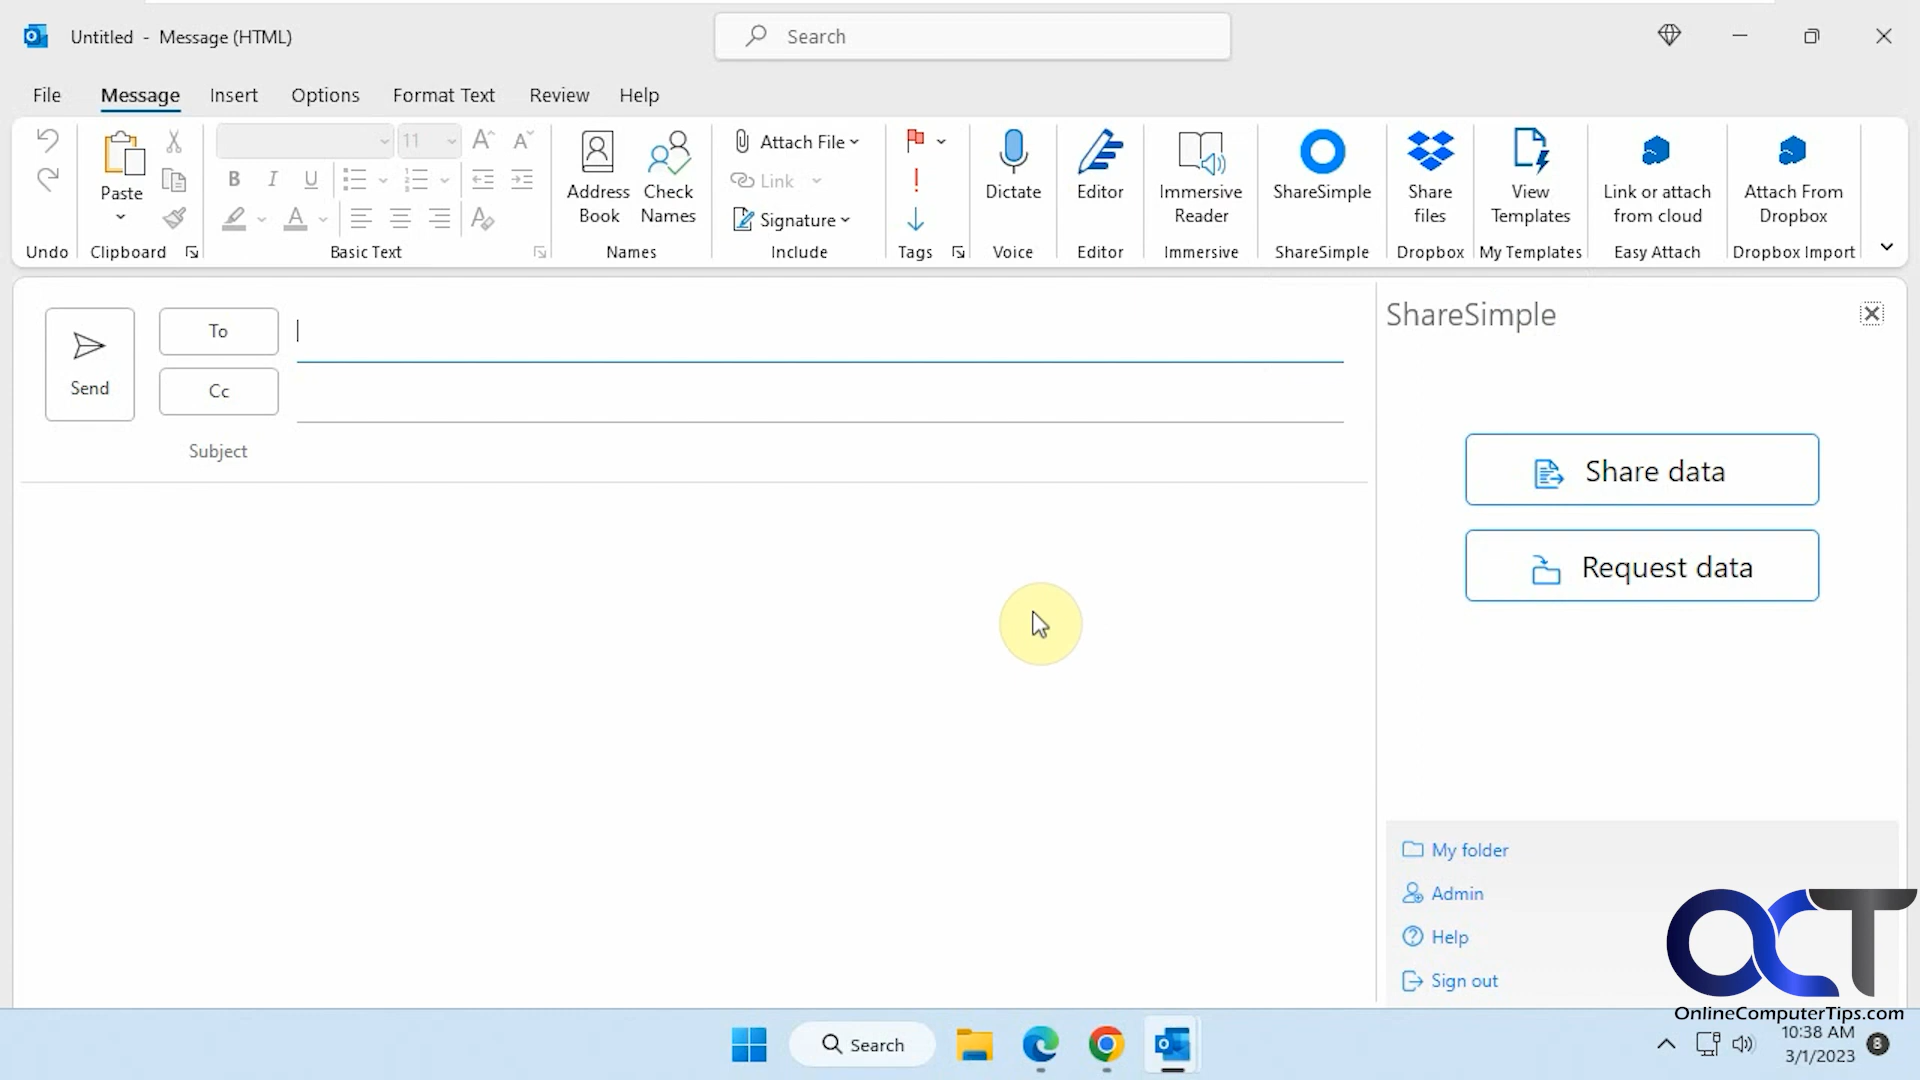 Untitled - Message (HTML)
Search
File Message Insert Options Format Text Review Help
Paste
11
B I U
A
Address Book
Check Names
Attach File
Link
Signature
Dictate
Editor
Immersive Reader
ShareSimple
Share files
View Templates
Link or attach from cloud
Attach From Dropbox
Undo Clipboard Basic Text Names Include Tags Voice Editor Immersive ShareSimple Dropbox My Templates Easy Attach Dropbox Import
Send
To
Cc
Subject
ShareSimple
Share data
Request data
My folder
Admin
Help
Sign out
OCT
OnlineComputerTips.com
Search
10:38 AM
3/1/2023
8